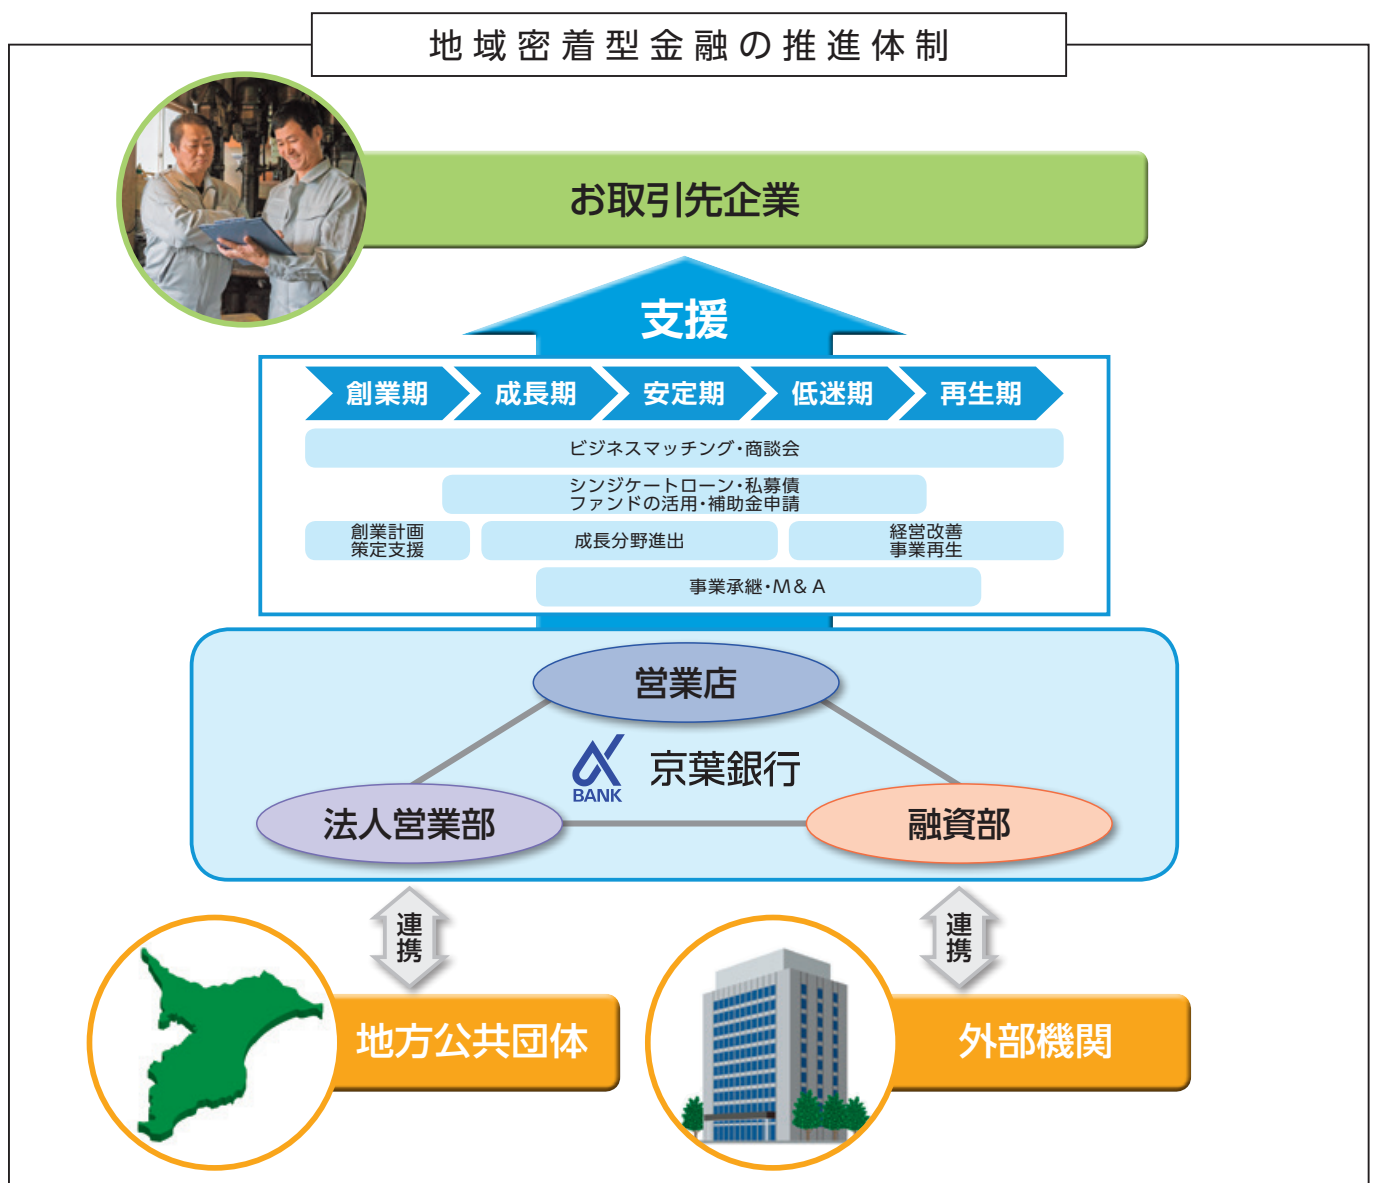 地域密着型金融の推進体制
お取引先企業
支援
創業期
成長期
安定期
低迷期
再生期
ビジネスマッチング・商談会
シンジケートローン・私募債
ファンドの活用・補助金申請
創業計画
策定支援
成長分野進出
経営改善
事業再生
事業承継・M&A
営業店
BANK
京葉銀行
法人営業部
融資部
連携
連携
地方公共団体
外部機関